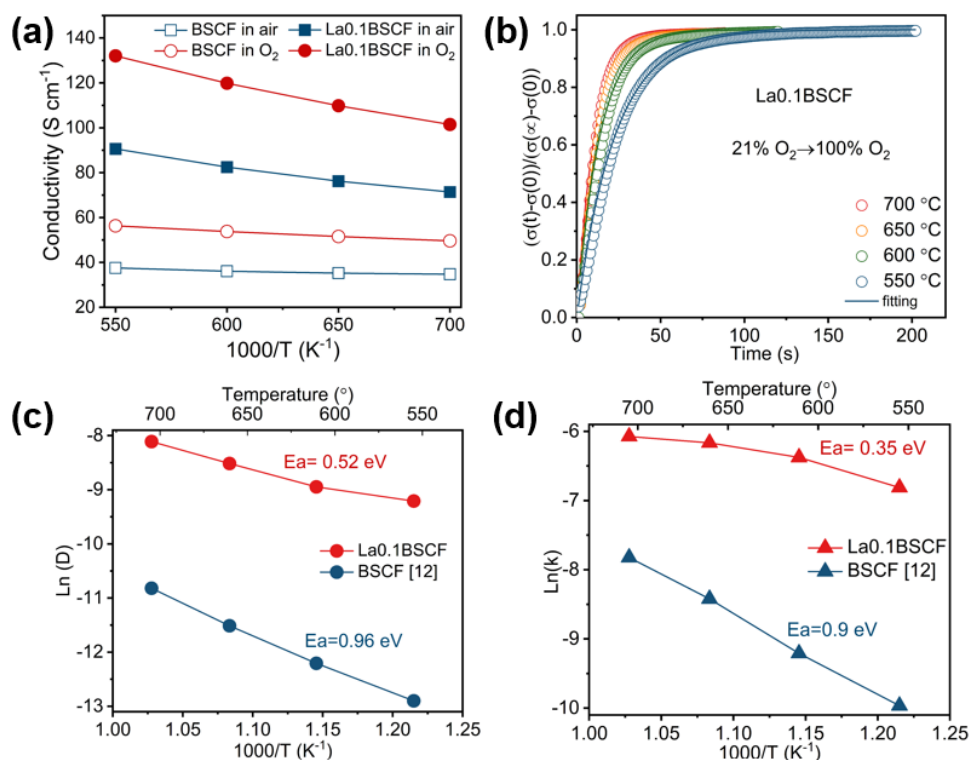 (a)
BSCF in air
La0.1BSCF in air
BSCF in O₂
La0.1BSCF in O₂
140
120
100
80
60
40
20
Conductivity (S cm⁻¹)
550 600 650 700
1000/T (K⁻¹)
(b)
1.0
0.8
0.6
0.4
0.2
0.0
(σ(t)-σ(0))/(σ(∝)-σ(0))
La0.1BSCF
21% O₂→100% O₂
700 °C
650 °C
600 °C
550 °C
fitting
0 50 100 150 200
Time (s)
(c)
Temperature (°)
700 650 600 550
-8
-9
-10
-11
-12
-13
Ln (D)
Ea= 0.52 eV
La0.1BSCF
BSCF [12]
Ea=0.96 eV
1.00 1.05 1.10 1.15 1.20 1.25
1000/T (K⁻¹)
(d)
Temperature (°)
700 650 600 550
-6
-7
-8
-9
-10
Ln(k)
Ea= 0.35 eV
La0.1BSCF
BSCF [12]
Ea=0.9 eV
1.00 1.05 1.10 1.15 1.20 1.25
1000/T (K⁻¹)